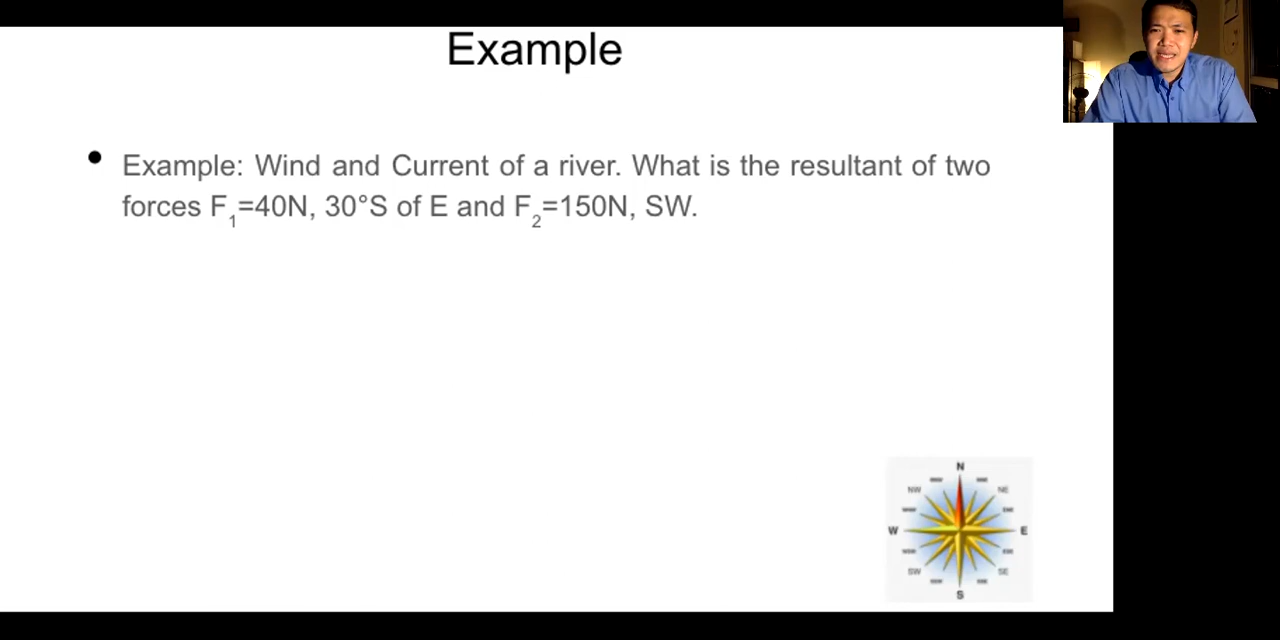 Example
Example: Wind and Current of a river. What is the resultant of two
forces F₁=40N, 30°S of E and F₂=150N, SW.
N
NW NE
W E
SW SE
S